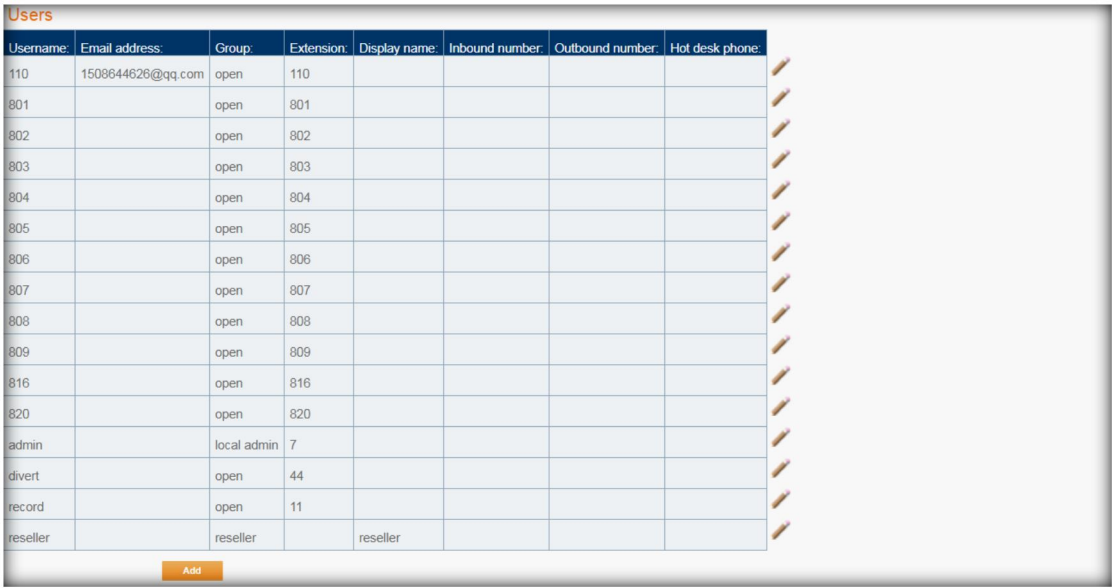 Users
Username: Email address: Group: Extension: Display name: Inbound number: Outbound number: Hot desk phone:
110 1508644626@qq.com open 110
801 open 801
802 open 802
803 open 803
804 open 804
805 open 805
806 open 806
807 open 807
808 open 808
809 open 809
816 open 816
820 open 820
admin local admin 7
divert open 44
record open 11
reseller reseller reseller
Add